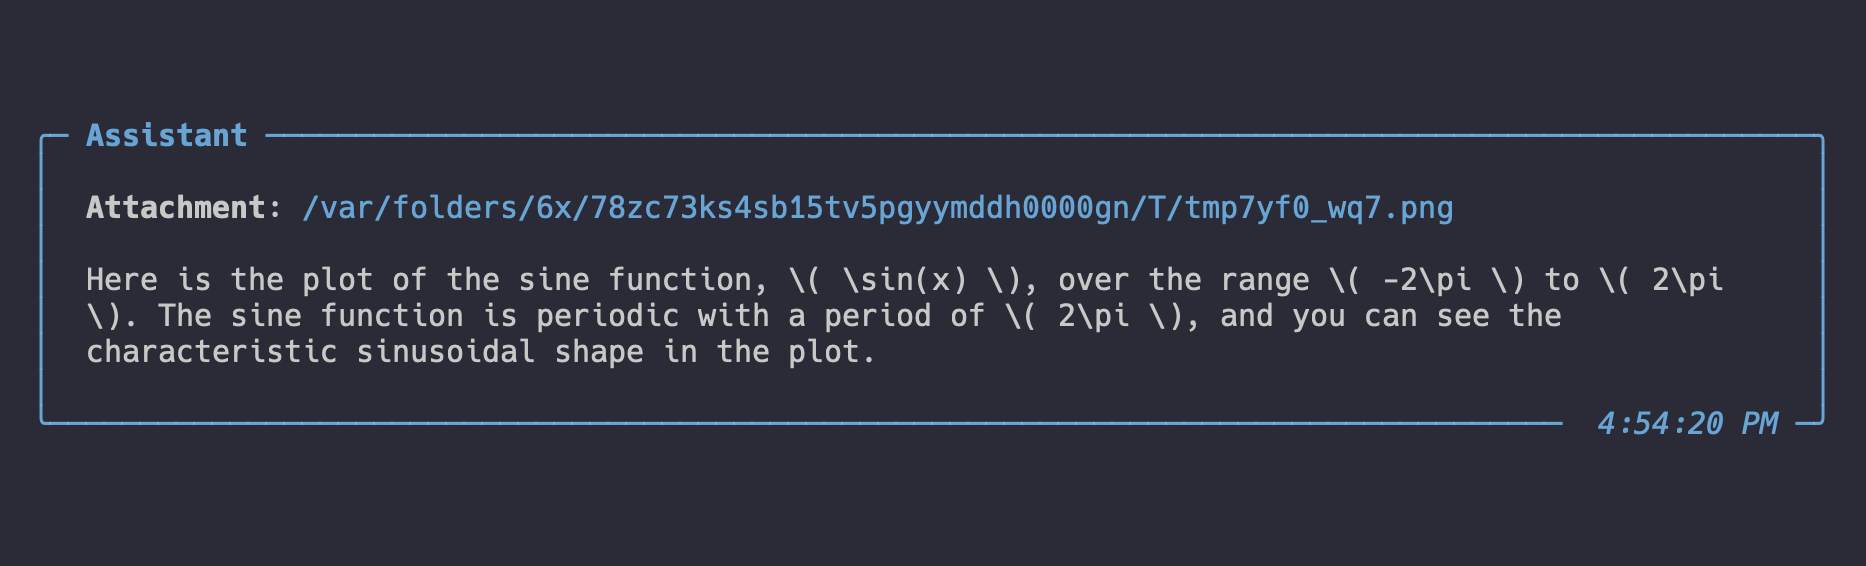 Assistant
Attachment: /var/folders/6x/78zc73ks4sb15tv5pgyymddh0000gn/T/tmp7yf0_wq7.png
Here is the plot of the sine function, \( \sin(x) \), over the range \( -2\pi \) to \( 2\pi
\). The sine function is periodic with a period of \( 2\pi \), and you can see the
characteristic sinusoidal shape in the plot.
4:54:20 PM